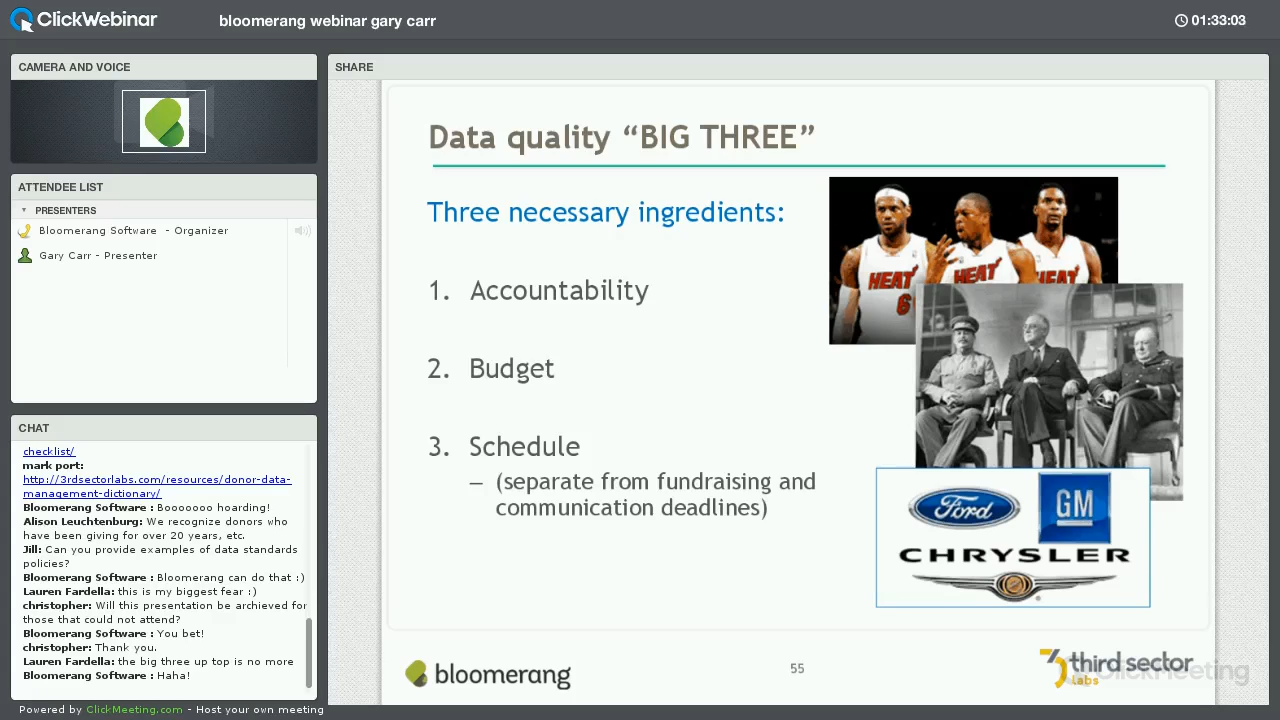 ClickWebinar
bloomerang webinar gary carr
01:33:03
CAMERA AND VOICE
ATTENDEE LIST
PRESENTERS
Bloomerang Software - Organizer
Gary Carr - Presenter
CHAT
checklist/
mark port:
http://3rdsectorlabs.com/resources/donor-data-
management-dictionary/
Bloomerang Software : Booooooo hoarding!
Alison Leuchtenburg: We recognize donors who
have been giving for over 20 years, etc.
Jill: Can you provide examples of data standards
policies?
Bloomerang Software : Bloomerang can do that :)
Lauren Fardella: this is my biggest fear :)
christopher: Will this presentation be archieved for
those that could not attend?
Bloomerang Software : You bet!
christopher: Thank you.
Lauren Fardella: the big three up top is no more
Bloomerang Software : Haha!
Powered by ClickMeeting.com - Host your own meeting
SHARE
Data quality “BIG THREE”
Three necessary ingredients:
1. Accountability
2. Budget
3. Schedule
– (separate from fundraising and
communication deadlines)
HEAT
6
HEAT
HEAT
Ford
GM
CHRYSLER
bloomerang
55
third sector
labs
ClickMeeting